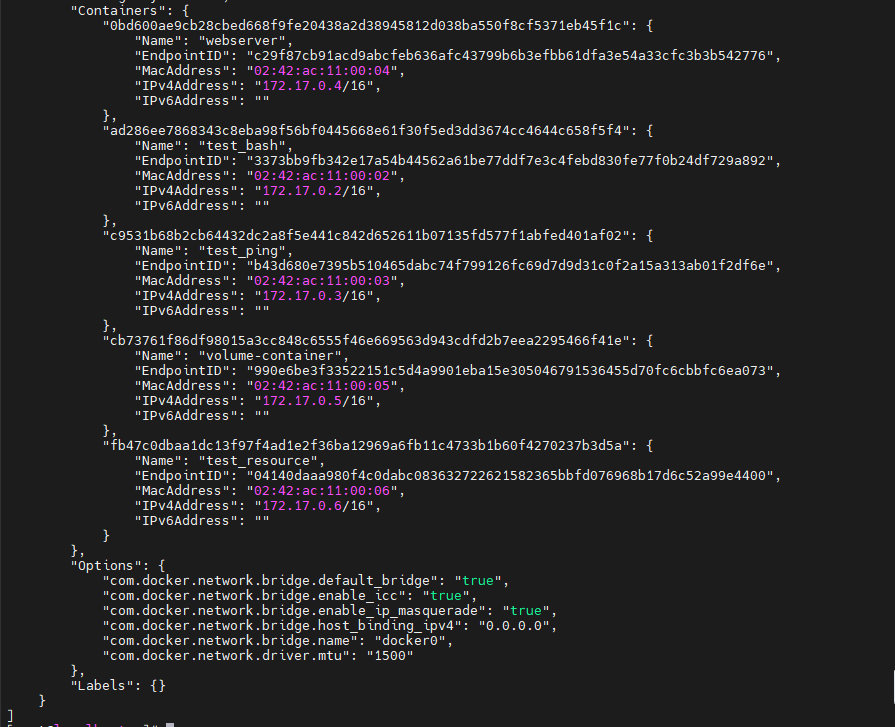 "Containers": {
"0bd600ae9cb28cbed668f9fe20438a2d38945812d038ba550f8cf5371eb45f1c": {
"Name": "webserver",
"EndpointID": "c29f87cb91acd9abcfeb636afc43799b6b3efbb61dfa3e54a33cfc3b3b542776",
"MacAddress": "02:42:ac:11:00:04",
"IPv4Address": "172.17.0.4/16",
"IPv6Address": ""
},
"ad286ee7868343c8eba98f56bf0445668e61f30f5ed3dd3674cc4644c658f5f4": {
"Name": "test_bash",
"EndpointID": "3373bb9fb342e17a54b44562a61be77ddf7e3c4febd830fe77f0b24df729a892",
"MacAddress": "02:42:ac:11:00:02",
"IPv4Address": "172.17.0.2/16",
"IPv6Address": ""
},
"c9531b68b2cb64432dc2a8f5e441c842d652611b07135fd577f1abfed401af02": {
"Name": "test_ping",
"EndpointID": "b43d680e7395b510465dabc74f799126fc69d7d9d31c0f2a15a313ab01f2df6e",
"MacAddress": "02:42:ac:11:00:03",
"IPv4Address": "172.17.0.3/16",
"IPv6Address": ""
},
"cb73761f86df98015a3cc848c6555f46e669563d943cdfd2b7eea2295466f41e": {
"Name": "volume-container",
"EndpointID": "990e6be3f33522151c5d4a9901eba15e305046791536455d70fc6cbbfc6ea073",
"MacAddress": "02:42:ac:11:00:05",
"IPv4Address": "172.17.0.5/16",
"IPv6Address": ""
},
"fb47c0dbaa1dc13f97f4ad1e2f36ba12969a6fb11c4733b1b60f4270237b3d5a": {
"Name": "test_resource",
"EndpointID": "04140daaa980f4c0dabc083632722621582365bbfd076968b17d6c52a99e4400",
"MacAddress": "02:42:ac:11:00:06",
"IPv4Address": "172.17.0.6/16",
"IPv6Address": ""
}
},
"Options": {
"com.docker.network.bridge.default_bridge": "true",
"com.docker.network.bridge.enable_icc": "true",
"com.docker.network.bridge.enable_ip_masquerade": "true",
"com.docker.network.bridge.host_binding_ipv4": "0.0.0.0",
"com.docker.network.bridge.name": "docker0",
"com.docker.network.driver.mtu": "1500"
},
"Labels": {}
}
]